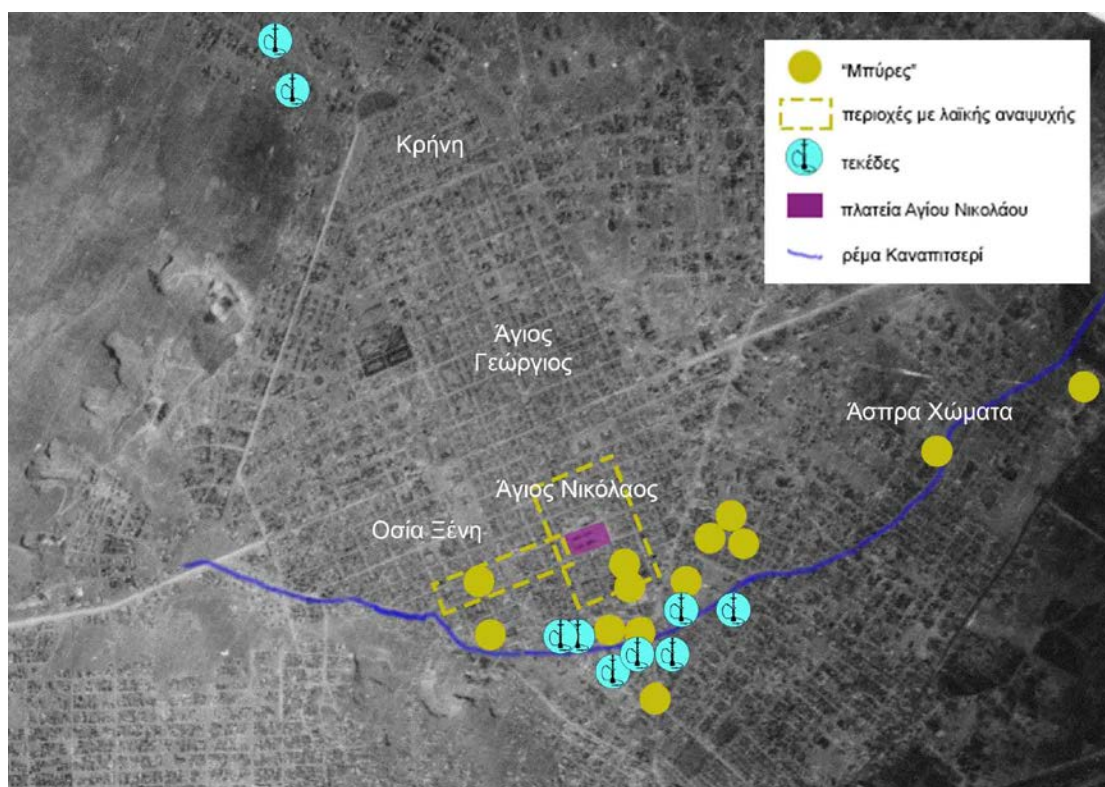 Κρήνη
"Μπύρες"
περιοχές με λαϊκής αναψυχής
τεκέδες
πλατεία Αγίου Νικολάου
ρέμα Καναπιτσερί
Άγιος
Γεώργιος
Άσπρα Χώματα
Άγιος Νικόλαος
Οσία Ξένη